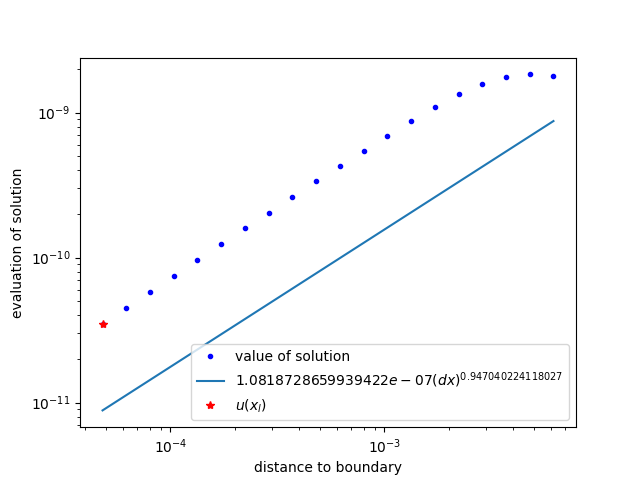 10⁻⁹
10⁻¹⁰
10⁻¹¹
evaluation of solution
value of solution
1.0818728659939422e − 07(dx)^0.947040224118027
u(x_l)
10⁻⁴
10⁻³
distance to boundary